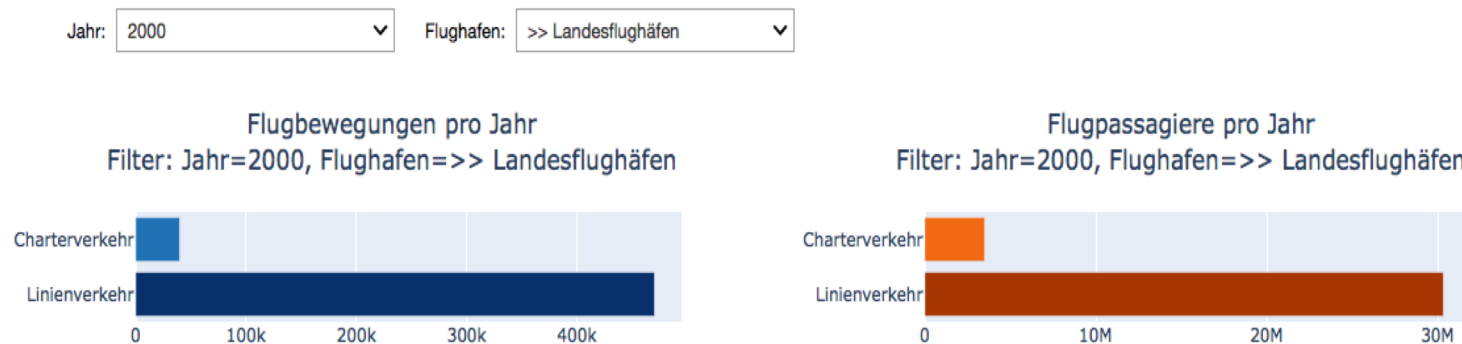 Jahr: 2000 Flughafen: >> Landesflughäfen
Flugbewegungen pro Jahr
Filter: Jahr=2000, Flughafen=>> Landesflughäfen
Charterverkehr
Linienverkehr
0 100k 200k 300k 400k
Flugpassagiere pro Jahr
Filter: Jahr=2000, Flughafen=>> Landesflughäfen
Charterverkehr
Linienverkehr
0 10M 20M 30M